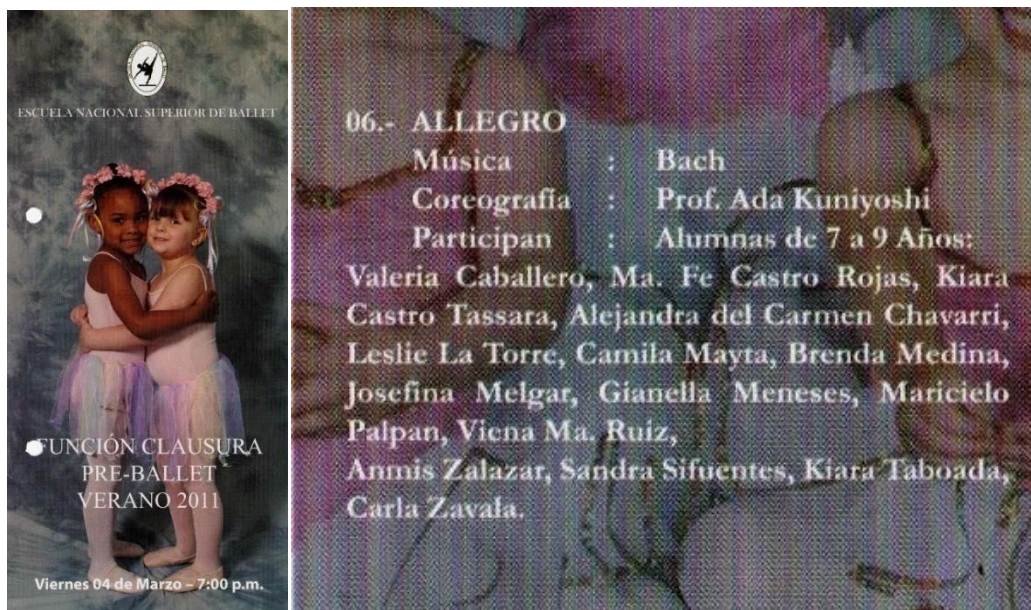 ESCUELA NACIONAL SUPERIOR DE BALLET
FUNCIÓN CLAUSURA
PRE-BALLET
VERANO 2011
Viernes 04 de Marzo – 7:00 p.m.
06.- ALLEGRO
Música : Bach
Coreografía : Prof. Ada Kuniyoshi
Participan : Alumnas de 7 a 9 Años:
Valeria Caballero, Ma. Fe Castro Rojas, Kiara
Castro Tassara, Alejandra del Carmen Chavarri,
Leslie La Torre, Camila Mayta, Brenda Medina,
Josefina Melgar, Gianella Meneses, Maricielo
Palpan, Viena Ma. Ruiz,
Anmis Zalazar, Sandra Sifuentes, Kiara Taboada,
Carla Zavala.